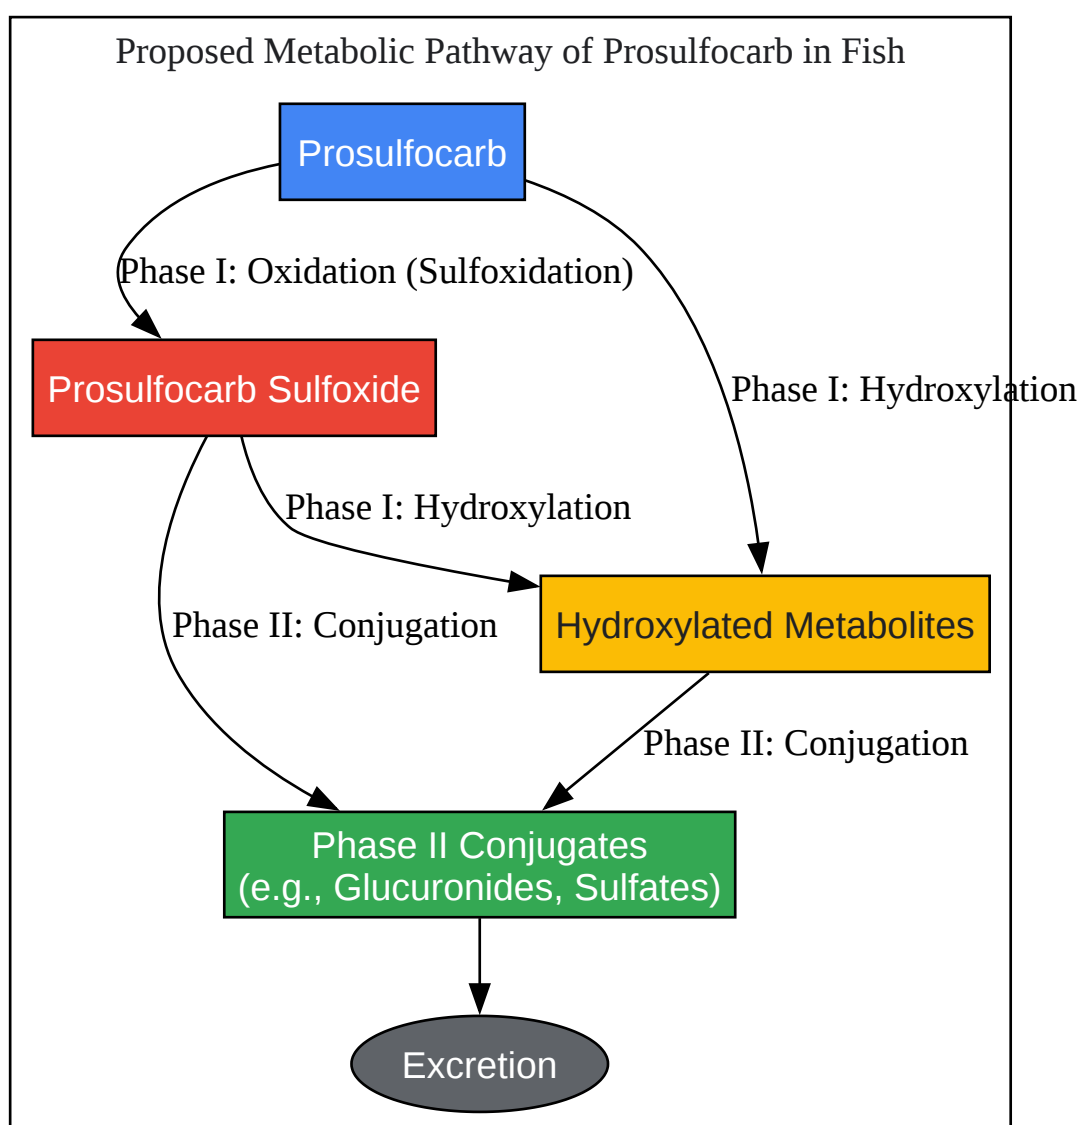 Proposed Metabolic Pathway of Prosulfocarb in Fish
Prosulfocarb
Phase I: Oxidation (Sulfoxidation)
Prosulfocarb Sulfoxide
Phase I: Hydroxylation
Phase I: Hydroxylation
Hydroxylated Metabolites
Phase II: Conjugation
Phase II: Conjugation
Phase II Conjugates
(e.g., Glucuronides, Sulfates)
Excretion